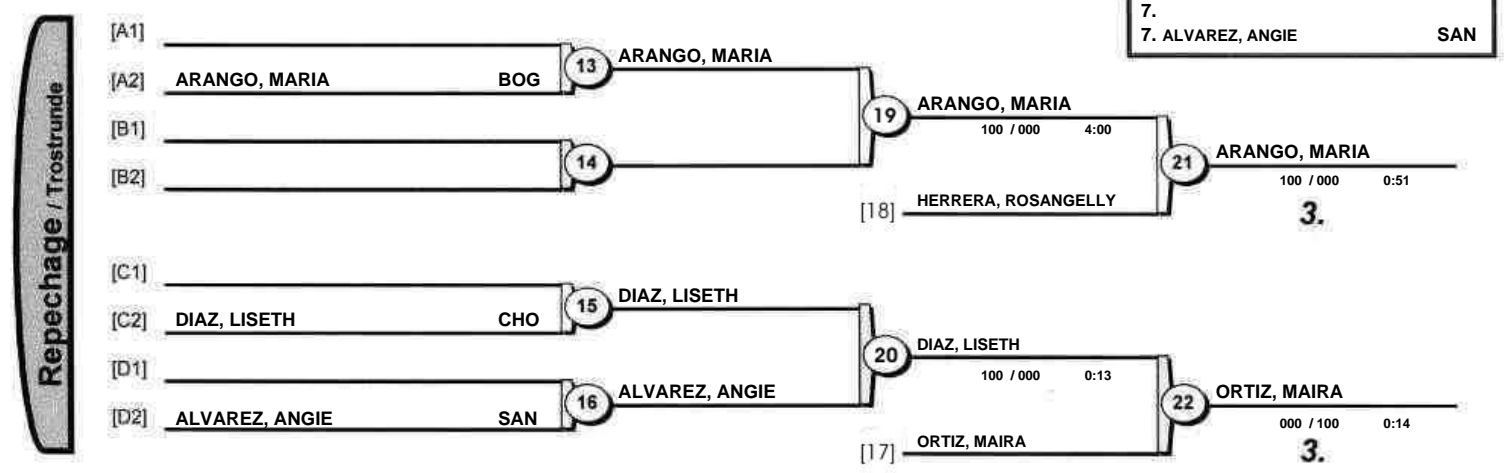 7.
7. ALVAREZ, ANGIE SAN
Repechage / Trostrunde
[A1]
[A2] ARANGO, MARIA BOG
13 ARANGO, MARIA
[B1]
[B2]
14
19 ARANGO, MARIA
100 / 000 4:00
[18] HERRERA, ROSANGELLY
21 ARANGO, MARIA
100 / 000 0:51
3.
[C1]
[C2] DIAZ, LISETH CHO
15 DIAZ, LISETH
[D1]
[D2] ALVAREZ, ANGIE SAN
16 ALVAREZ, ANGIE
20 DIAZ, LISETH
100 / 000 0:13
[17] ORTIZ, MAIRA
22 ORTIZ, MAIRA
000 / 100 0:14
3.